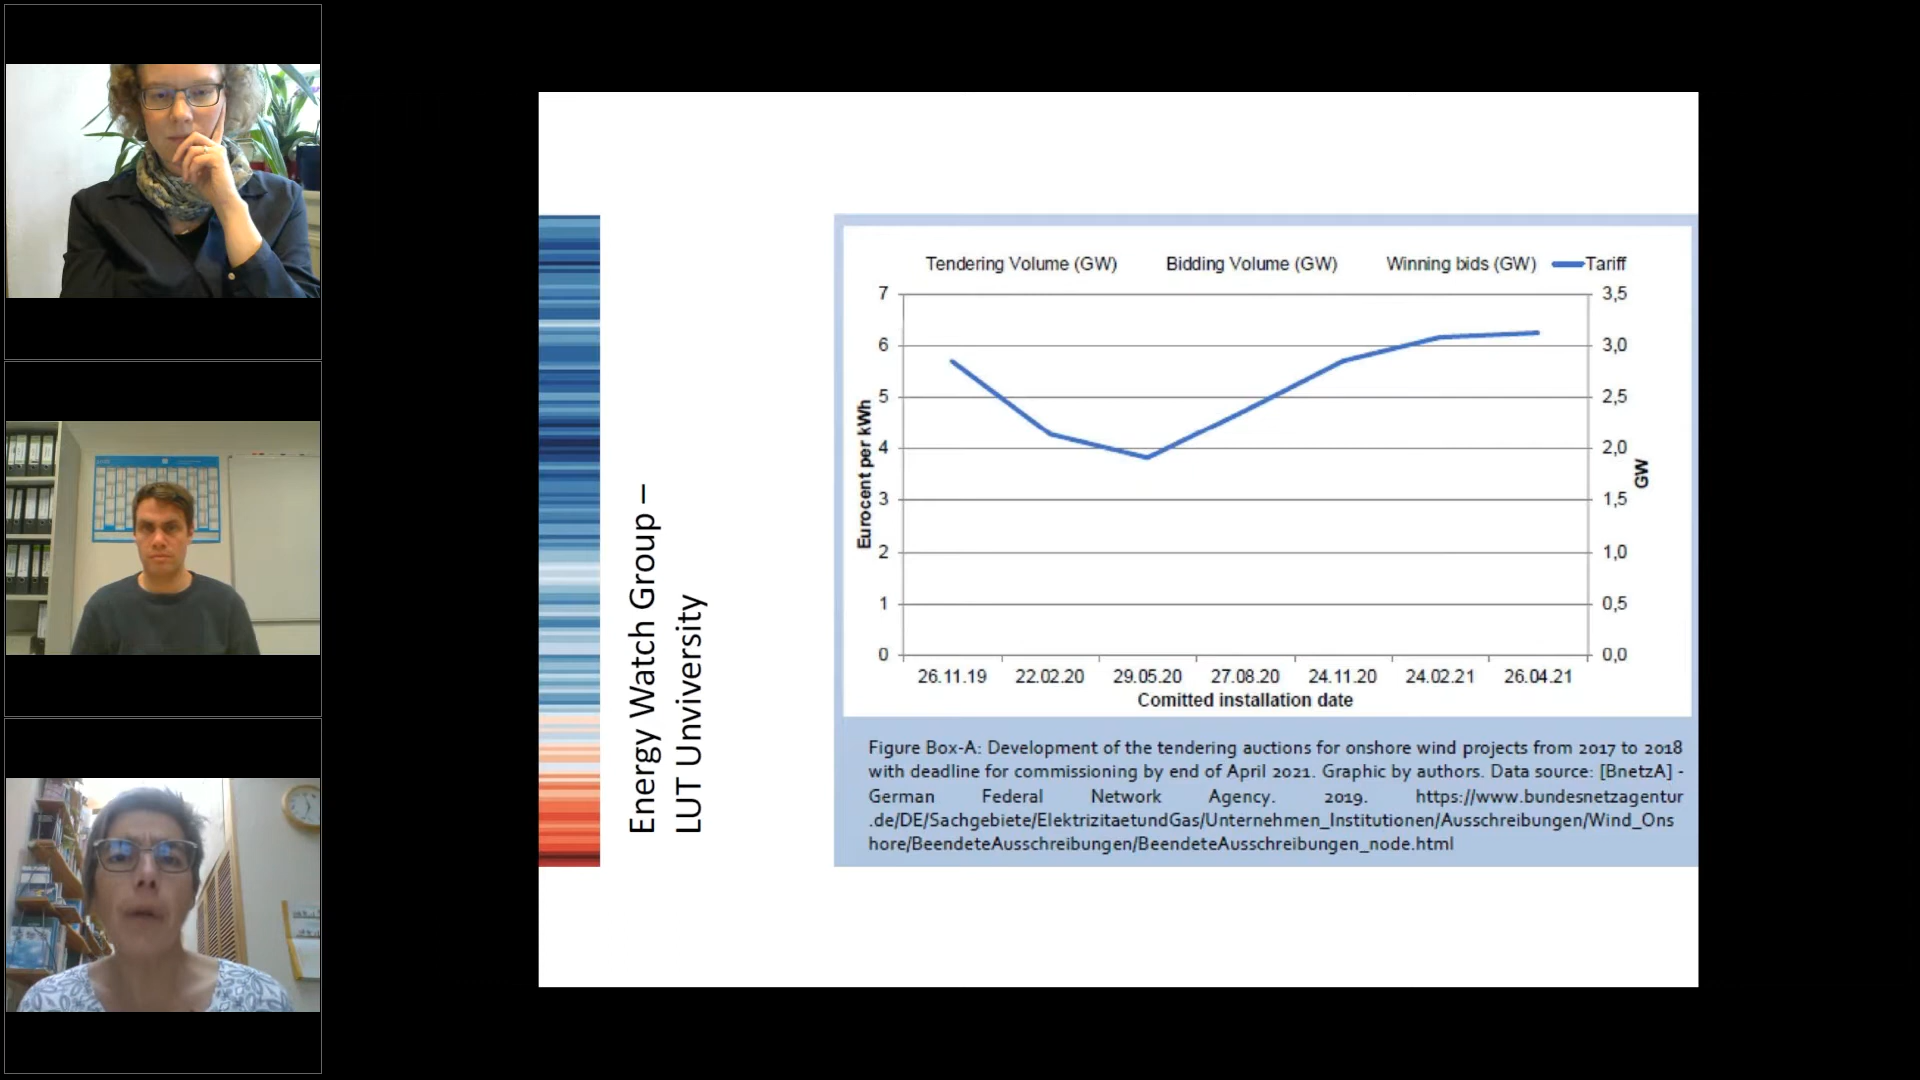 Energy Watch Group –
LUT Unviversity
Tendering Volume (GW) Bidding Volume (GW) Winning bids (GW) Tariff
7 3,5
6 3,0
5 2,5
4 2,0
3 1,5
2 1,0
1 0,5
0 0,0
Eurocent per kWh
GW
26.11.19 22.02.20 29.05.20 27.08.20 24.11.20 24.02.21 26.04.21
Comitted installation date
Figure Box-A: Development of the tendering auctions for onshore wind projects from 2017 to 2018
with deadline for commissioning by end of April 2021. Graphic by authors. Data source: [BnetzA] -
German Federal Network Agency. 2019. https://www.bundesnetzagentur
.de/DE/Sachgebiete/ElektrizitaetundGas/Unternehmen_Institutionen/Ausschreibungen/Wind_Ons
hore/BeendeteAusschreibungen/BeendeteAusschreibungen_node.html